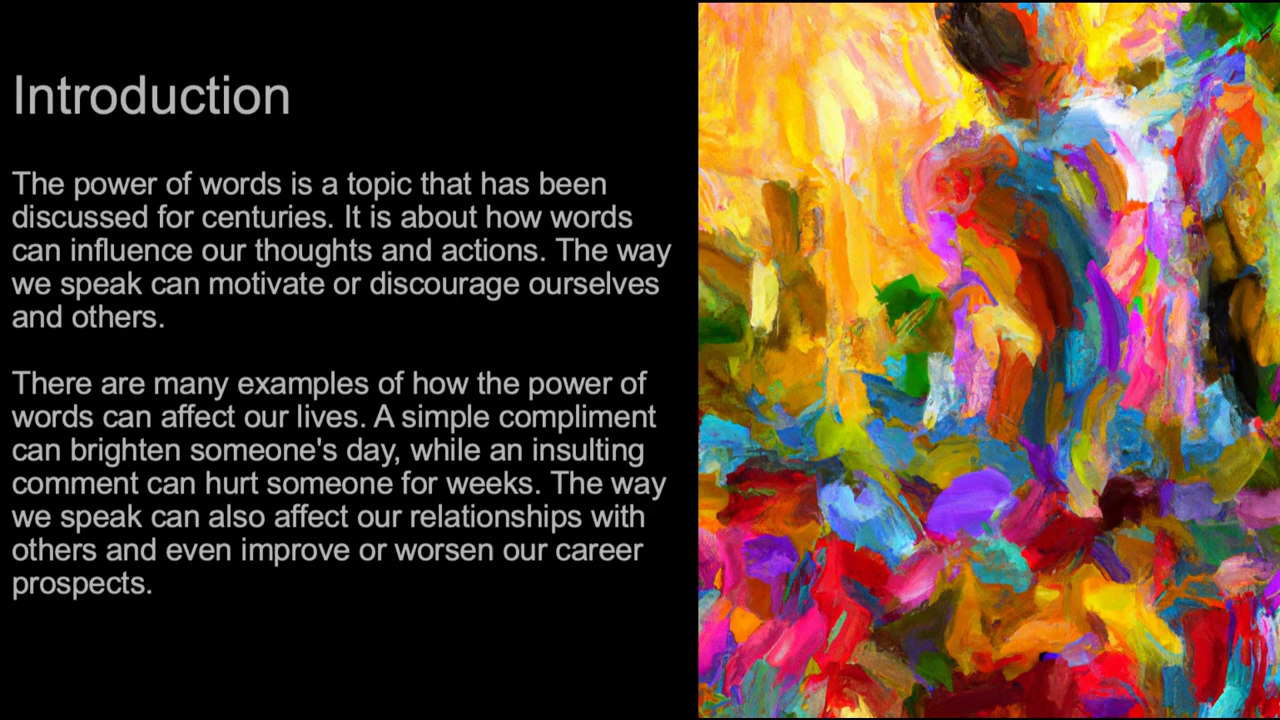 Introduction
The power of words is a topic that has been
discussed for centuries. It is about how words
can influence our thoughts and actions. The way
we speak can motivate or discourage ourselves
and others.
There are many examples of how the power of
words can affect our lives. A simple compliment
can brighten someone's day, while an insulting
comment can hurt someone for weeks. The way
we speak can also affect our relationships with
others and even improve or worsen our career
prospects.